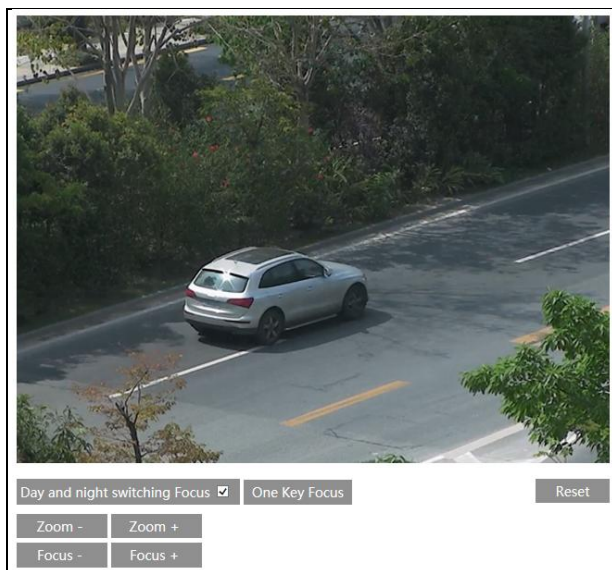 Day and night switching Focus One Key Focus Reset
Zoom - Zoom +
Focus - Focus +